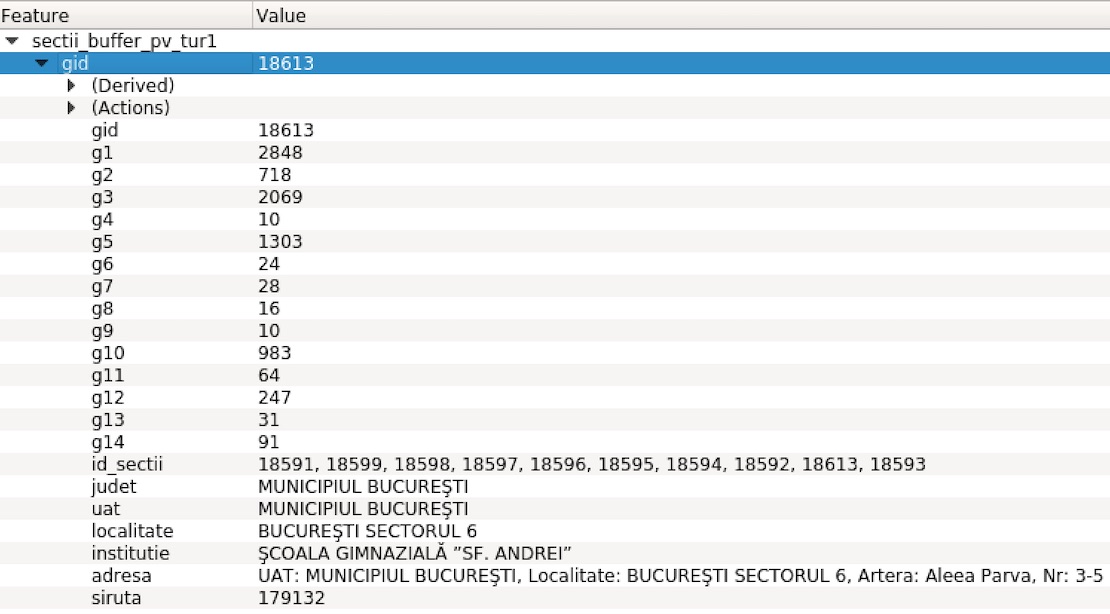 Feature Value
sectii_buffer_pv_tur1
gid 18613
(Derived)
(Actions)
gid 18613
g1 2848
g2 718
g3 2069
g4 10
g5 1303
g6 24
g7 28
g8 16
g9 10
g10 983
g11 64
g12 247
g13 31
g14 91
id_sectii 18591, 18599, 18598, 18597, 18596, 18595, 18594, 18592, 18613, 18593
judet MUNICIPIUL BUCUREŞTI
uat MUNICIPIUL BUCUREŞTI
localitate BUCUREŞTI SECTORUL 6
institutie ŞCOALA GIMNAZIALĂ ”SF. ANDREI”
adresa UAT: MUNICIPIUL BUCUREŞTI, Localitate: BUCUREŞTI SECTORUL 6, Artera: Aleea Parva, Nr: 3-5
siruta 179132